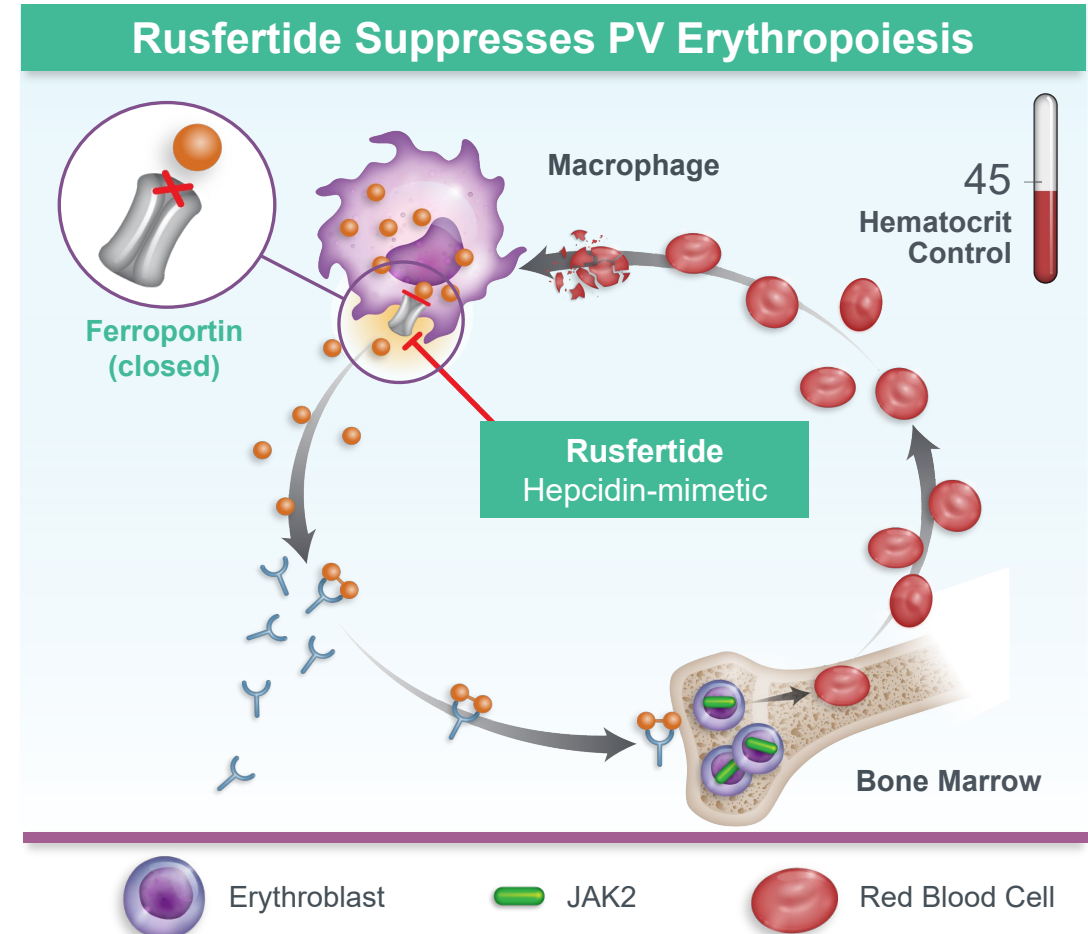 Rusfertide Suppresses PV Erythropoiesis
Macrophage
45
Hematocrit
Control
Ferroportin
(closed)
Rusfertide
Hepcidin-mimetic
Bone Marrow
Erythroblast
JAK2
Red Blood Cell